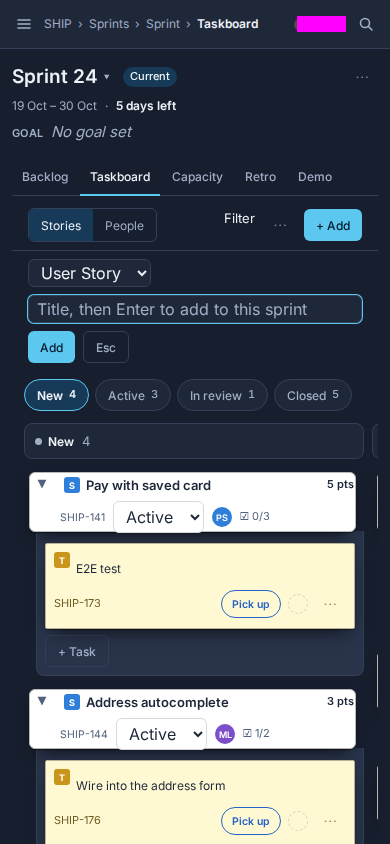 SHIP › Sprints › Sprint › Taskboard
Sprint 24 ▾ Current ...
19 Oct – 30 Oct · 5 days left
GOAL No goal set
Backlog Taskboard Capacity Retro Demo
Stories People Filter ... + Add
User Story
Title, then Enter to add to this sprint
Add Esc
New 4 Active 3 In review 1 Closed 5
New 4
▼ S Pay with saved card 5 pts
SHIP-141 Active PS ☑ 0/3
T E2E test
SHIP-173 Pick up ...
+ Task
▼ S Address autocomplete 3 pts
SHIP-144 Active ML ☑ 1/2
T Wire into the address form
SHIP-176 Pick up ...